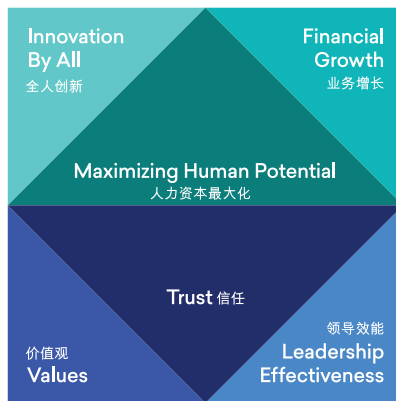 Innovation
By All
全人创新
Financial
Growth
业务增长
Maximizing Human Potential
人力资本最大化
Trust 信任
价值观
Values
领导效能
Leadership
Effectiveness